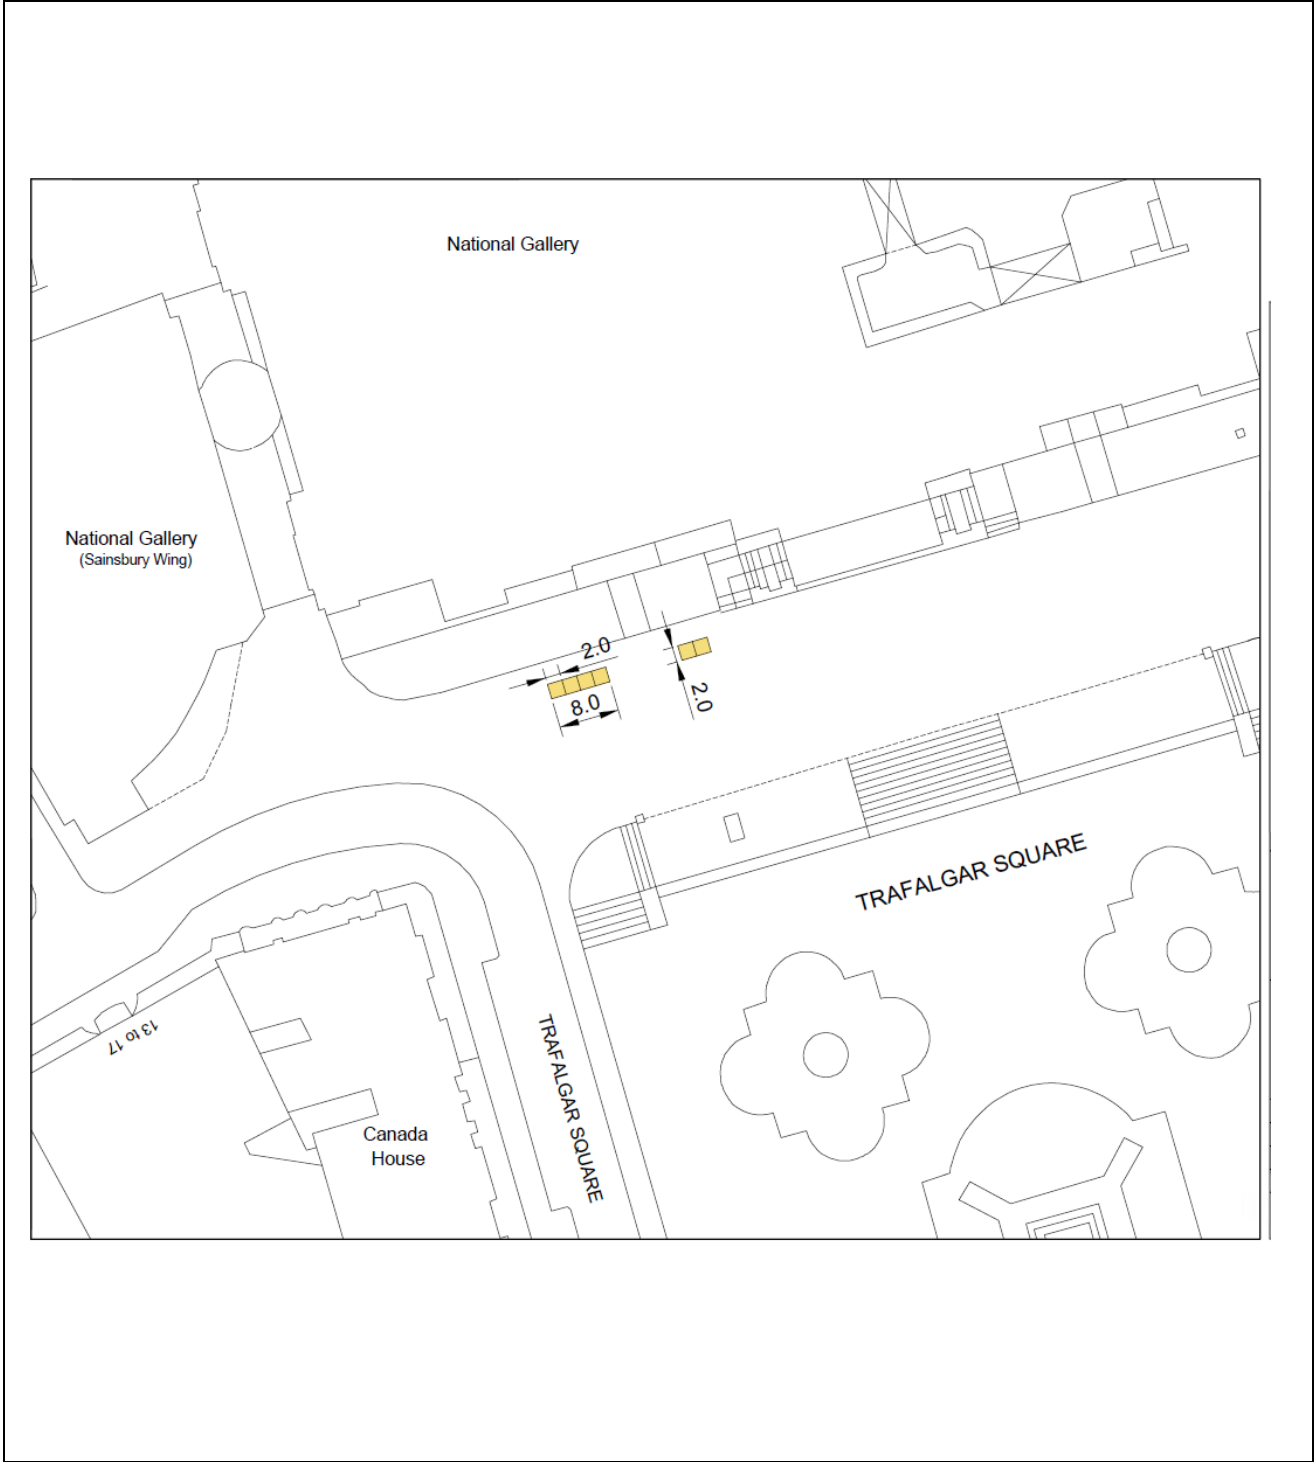 National Gallery
National Gallery
(Sainsbury Wing)
2.0
8.0
2.0
TRAFALGAR SQUARE
13 to 17
TRAFALGAR SQUARE
Canada
House